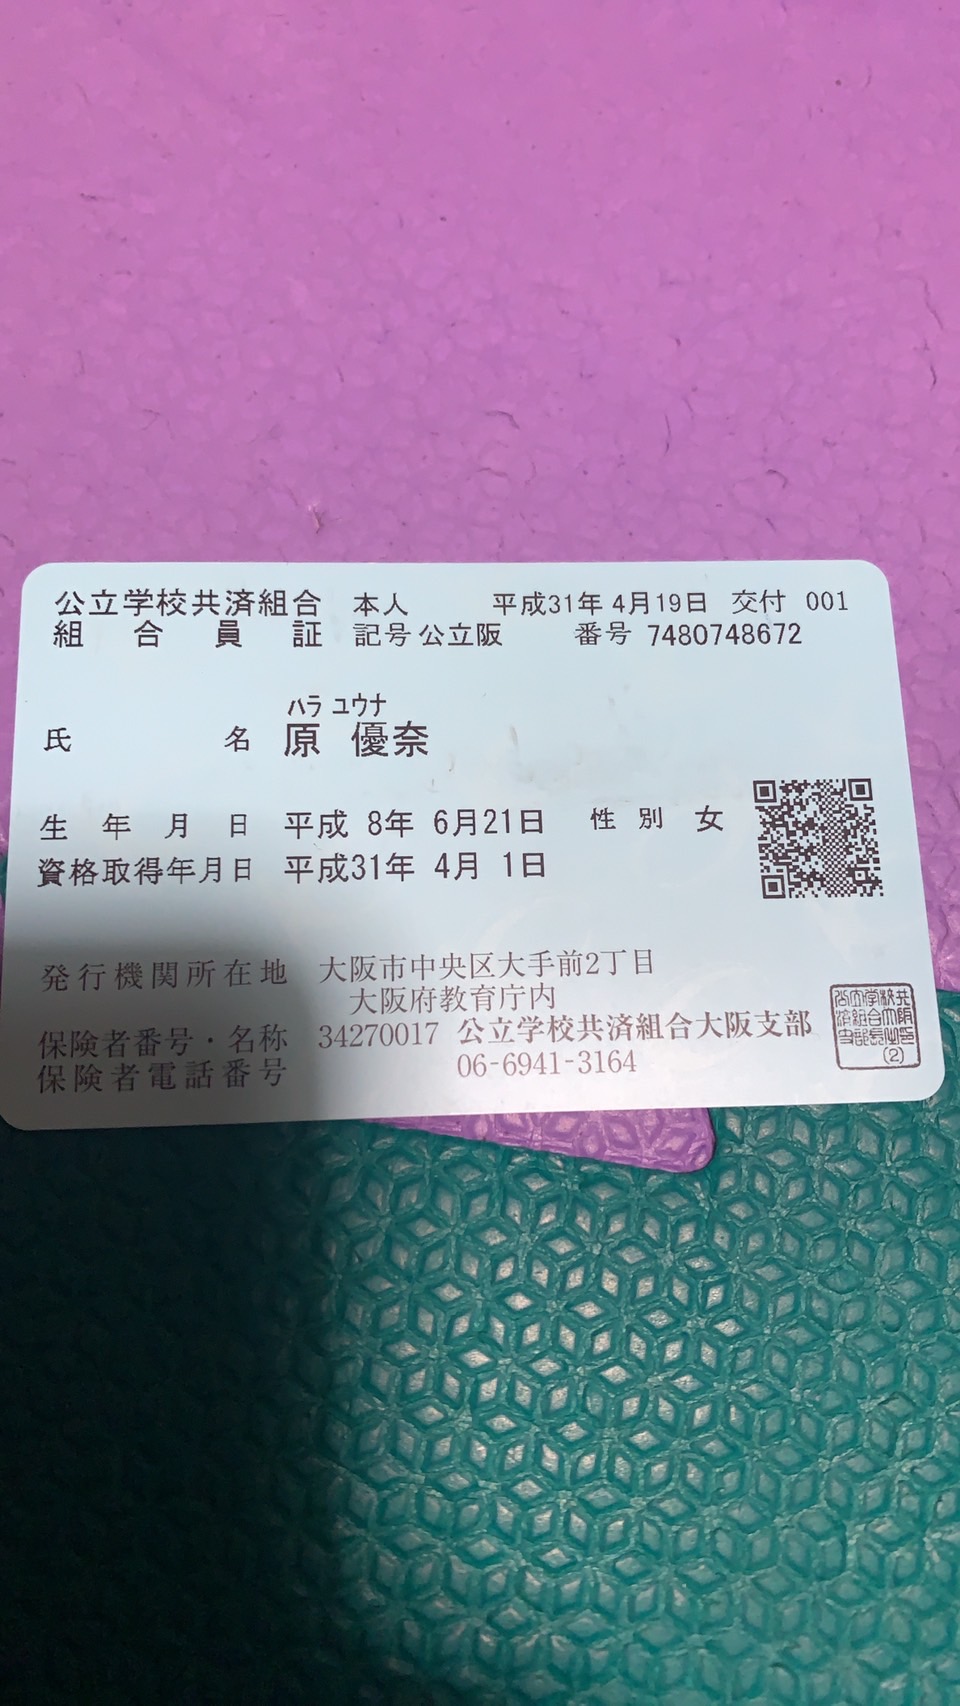 公立学校共済組合 本人 平成31年 4月19日 交付 001
組合員証 記号 公立阪 番号 7480748672
ハラ ユウナ
氏名 原 優奈
生年月日 平成 8年 6月21日 性別 女
資格取得年月日 平成31年 4月 1日
発行機関所在地 大阪市中央区大手前2丁目
大阪府教育庁内
保険者番号・名称 34270017 公立学校共済組合大阪支部
保険者電話番号 06-6941-3164
(2)